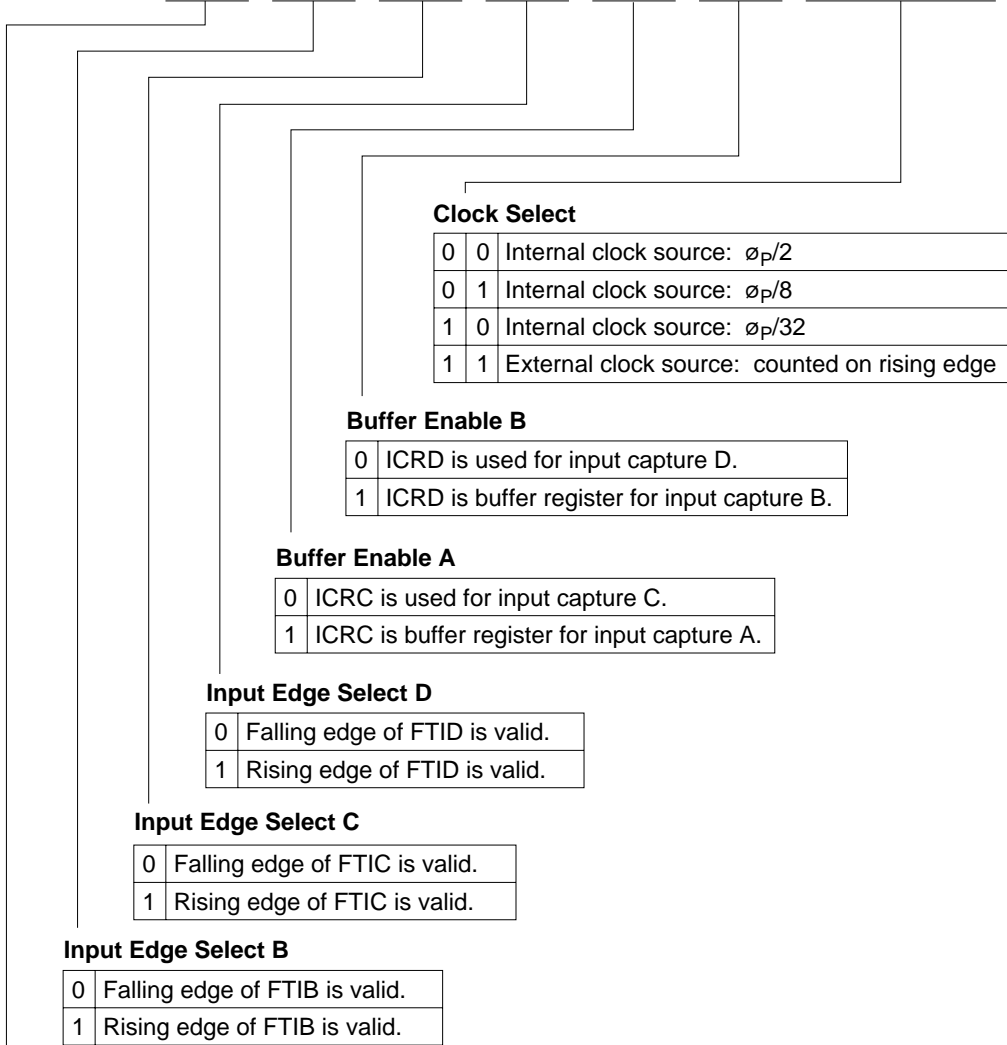 Clock Select
0 0 Internal clock source: øP/2
0 1 Internal clock source: øP/8
1 0 Internal clock source: øP/32
1 1 External clock source: counted on rising edge
Buffer Enable B
0 ICRD is used for input capture D.
1 ICRD is buffer register for input capture B.
Buffer Enable A
0 ICRC is used for input capture C.
1 ICRC is buffer register for input capture A.
Input Edge Select D
0 Falling edge of FTID is valid.
1 Rising edge of FTID is valid.
Input Edge Select C
0 Falling edge of FTIC is valid.
1 Rising edge of FTIC is valid.
Input Edge Select B
0 Falling edge of FTIB is valid.
1 Rising edge of FTIB is valid.